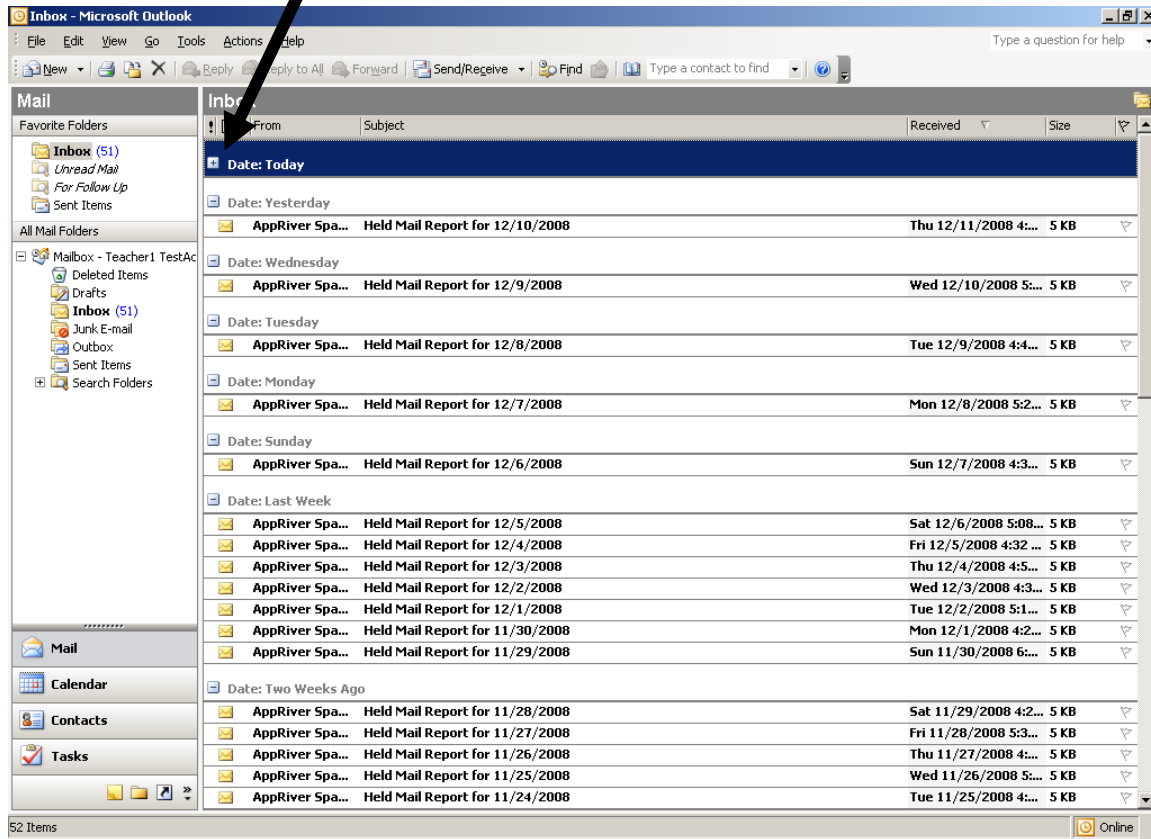 Inbox - Microsoft Outlook
File Edit View Go Tools Actions Help
Type a question for help
New Reply Reply to All Forward Send/Receive Find Type a contact to find
Mail
Inbox
Favorite Folders
! From Subject Received Size
Inbox (51)
Unread Mail
For Follow Up
Sent Items
All Mail Folders
Mailbox - Teacher1 TestAc
Deleted Items
Drafts
Inbox (51)
Junk E-mail
Outbox
Sent Items
Search Folders
Mail
Calendar
Contacts
Tasks
Date: Today
Date: Yesterday
AppRiver Spa... Held Mail Report for 12/10/2008 Thu 12/11/2008 4:... 5 KB
Date: Wednesday
AppRiver Spa... Held Mail Report for 12/9/2008 Wed 12/10/2008 5:... 5 KB
Date: Tuesday
AppRiver Spa... Held Mail Report for 12/8/2008 Tue 12/9/2008 4:4... 5 KB
Date: Monday
AppRiver Spa... Held Mail Report for 12/7/2008 Mon 12/8/2008 5:2... 5 KB
Date: Sunday
AppRiver Spa... Held Mail Report for 12/6/2008 Sun 12/7/2008 4:3... 5 KB
Date: Last Week
AppRiver Spa... Held Mail Report for 12/5/2008 Sat 12/6/2008 5:08... 5 KB
AppRiver Spa... Held Mail Report for 12/4/2008 Fri 12/5/2008 4:32 ... 5 KB
AppRiver Spa... Held Mail Report for 12/3/2008 Thu 12/4/2008 4:5... 5 KB
AppRiver Spa... Held Mail Report for 12/2/2008 Wed 12/3/2008 4:3... 5 KB
AppRiver Spa... Held Mail Report for 12/1/2008 Tue 12/2/2008 5:1... 5 KB
AppRiver Spa... Held Mail Report for 11/30/2008 Mon 12/1/2008 4:2... 5 KB
AppRiver Spa... Held Mail Report for 11/29/2008 Sun 11/30/2008 6:... 5 KB
Date: Two Weeks Ago
AppRiver Spa... Held Mail Report for 11/28/2008 Sat 11/29/2008 4:2... 5 KB
AppRiver Spa... Held Mail Report for 11/27/2008 Fri 11/28/2008 5:3... 5 KB
AppRiver Spa... Held Mail Report for 11/26/2008 Thu 11/27/2008 4:... 5 KB
AppRiver Spa... Held Mail Report for 11/25/2008 Wed 11/26/2008 5:... 5 KB
AppRiver Spa... Held Mail Report for 11/24/2008 Tue 11/25/2008 4:... 5 KB
52 Items
Online